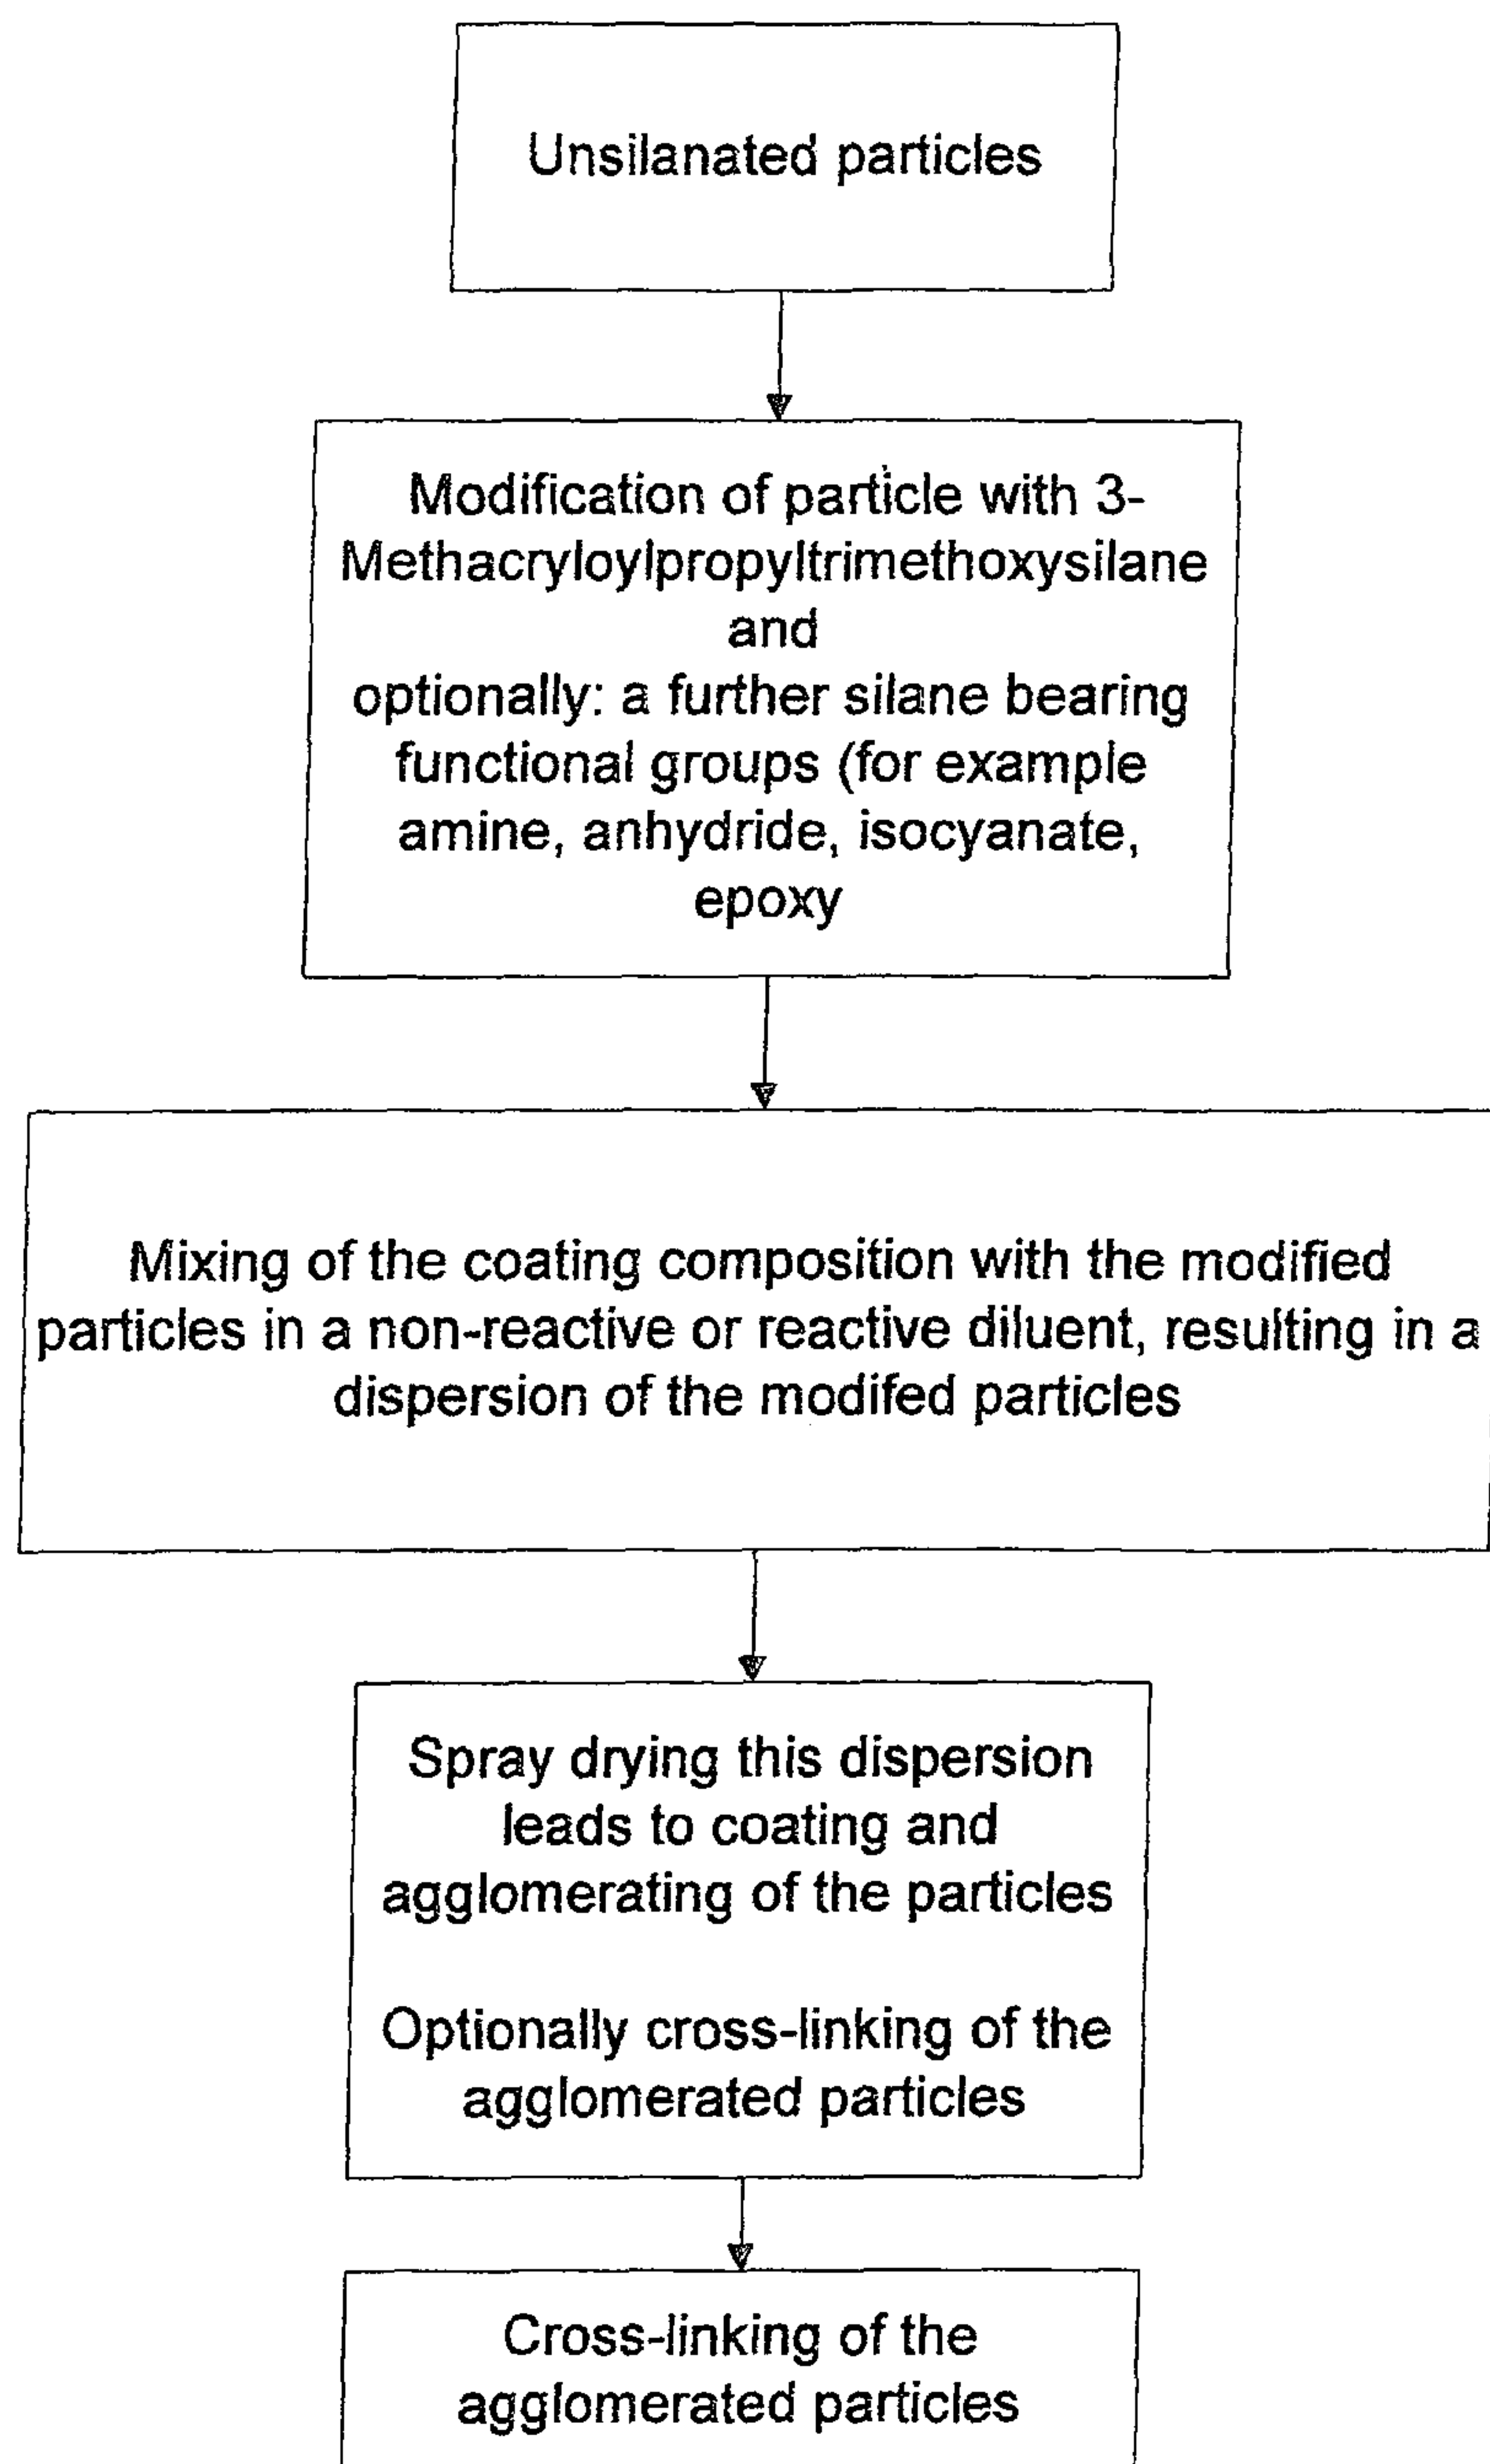 Unsilanated particles
Modification of particle with 3-
Methacryloylpropyltrimethoxysilane
and
optionally: a further silane bearing
functional groups (for example
amine, anhydride, isocyanate,
epoxy
Mixing of the coating composition with the modified
particles in a non-reactive or reactive diluent, resulting in a
dispersion of the modifed particles
Spray drying this dispersion
leads to coating and
agglomerating of the particles
Optionally cross-linking of the
agglomerated particles
Cross-linking of the
agglomerated particles